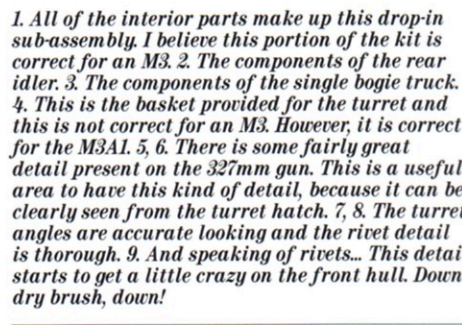 1. All of the interior parts make up this drop-in
sub-assembly. I believe this portion of the kit is
correct for an M3. 2. The components of the rear
idler. 3. The components of the single bogie truck.
4. This is the basket provided for the turret and
this is not correct for an M3. However, it is correct
for the M3A1. 5, 6. There is some fairly great
detail present on the 327mm gun. This is a useful
area to have this kind of detail, because it can be
clearly seen from the turret hatch. 7, 8. The turret
angles are accurate looking and the rivet detail
is thorough. 9. And speaking of rivets... This detai
starts to get a little crazy on the front hull. Down
dry brush, down!